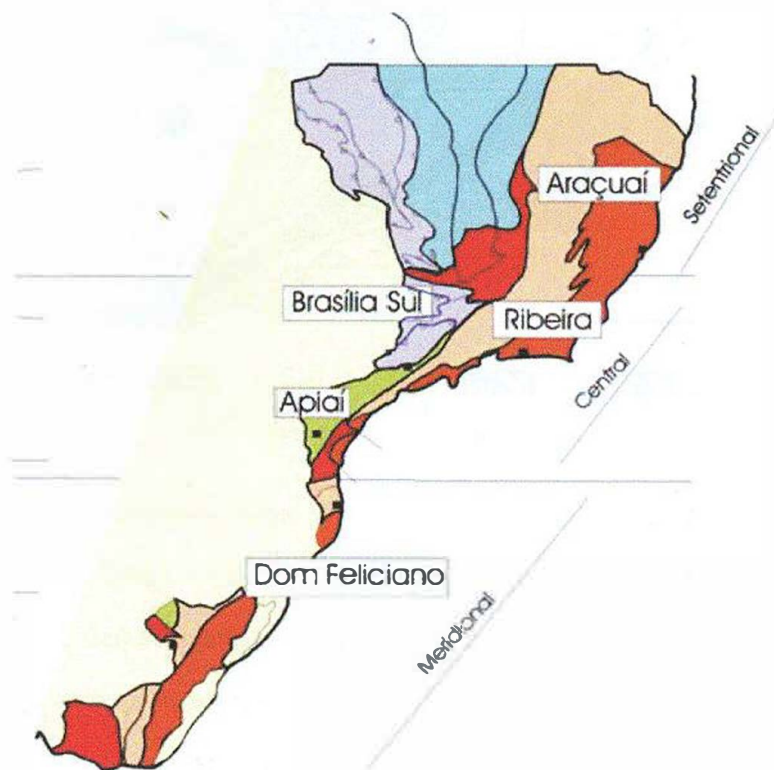 Araçuaí
Setentrional
Brasília Sul
Ribeira
Central
Apiaí
Dom Feliciano
Meridional